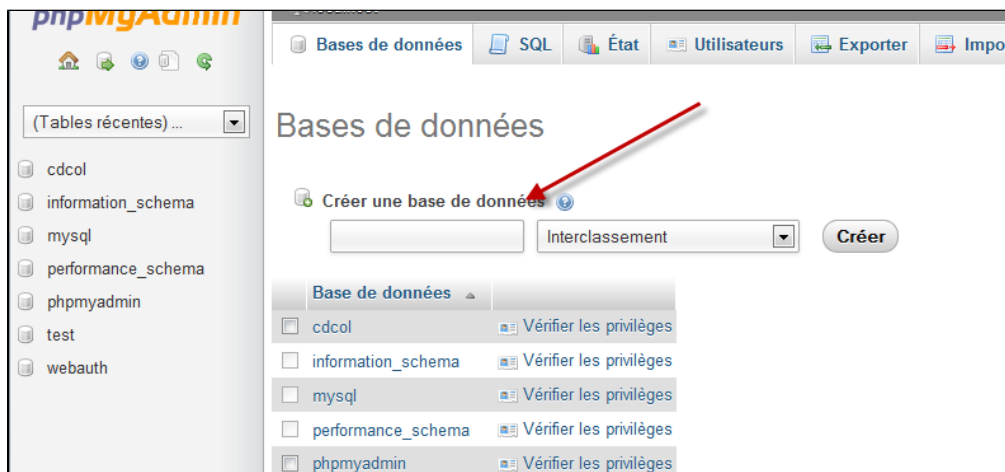 phpMyAdmin
Bases de données
SQL
État
Utilisateurs
Exporter
Impo
(Tables récentes) ...
cdcol
information_schema
mysql
performance_schema
phpmyadmin
test
webauth
Bases de données
Créer une base de données
Interclassement
Créer
Base de données
cdcol Vérifier les privilèges
information_schema Vérifier les privilèges
mysql Vérifier les privilèges
performance_schema Vérifier les privilèges
phpmyadmin Vérifier les privilèges